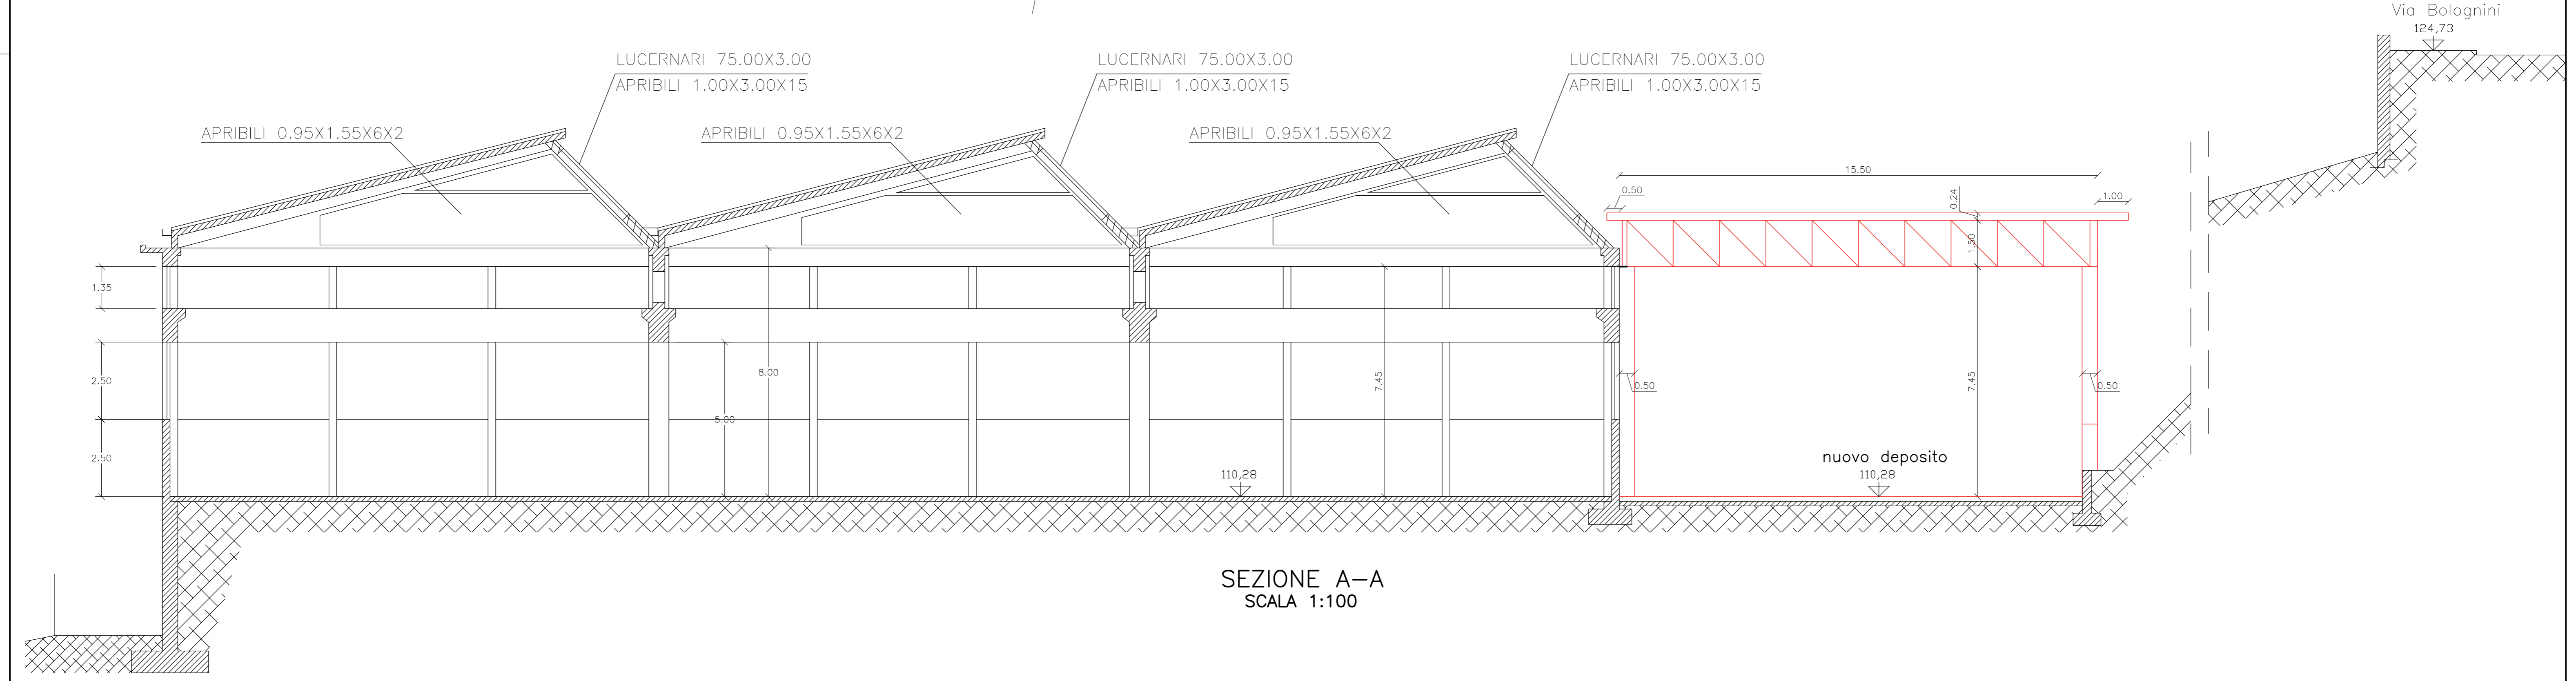 Via Bolognini
124,73
LUCERNARI 75.00X3.00
APRIBILI 1.00X3.00X15
LUCERNARI 75.00X3.00
APRIBILI 1.00X3.00X15
LUCERNARI 75.00X3.00
APRIBILI 1.00X3.00X15
APRIBILI 0.95X1.55X6X2
APRIBILI 0.95X1.55X6X2
APRIBILI 0.95X1.55X6X2
15.50
0.50
0.24
1.00
1.50
1.35
2.50
8.00
7.45
0.50
7.45
0.50
5.00
2.50
nuovo deposito
110,28
110,28
SEZIONE A-A
SCALA 1:100